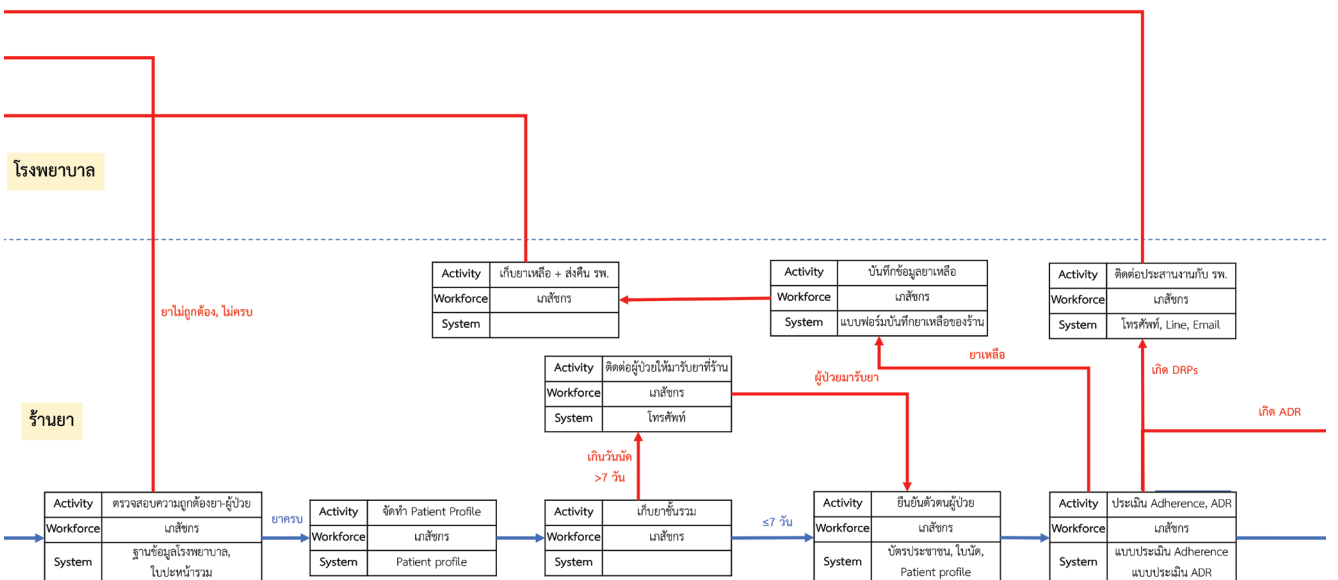 โรงพยาบาล
Activity เก็บยาเหลือ + ส่งคืน รพ.
Workforce เภสัชกร
System
Activity บันทึกข้อมูลยาเหลือ
Workforce เภสัชกร
System แบบฟอร์มบันทึกยาเหลือของร้าน
Activity ติดต่อประสานงานกับ รพ.
Workforce เภสัชกร
System โทรศัพท์, Line, Email
ยาไม่ถูกต้อง, ไม่ครบ
ยาเหลือ
เกิด DRPs
Activity ติดต่อผู้ป่วยให้มารับยาที่ร้าน
Workforce เภสัชกร
System โทรศัพท์
ผู้ป่วยมารับยา
เกิด ADR
ร้านยา
เกินวันนัด
>7 วัน
Activity ตรวจสอบความถูกต้องยา-ผู้ป่วย
Workforce เภสัชกร
System ฐานข้อมูลโรงพยาบาล,
ใบปะหน้ารวม
ยาครบ
Activity จัดทำ Patient Profile
Workforce เภสัชกร
System Patient profile
Activity เก็บยาชั้นรวม
Workforce เภสัชกร
System
≤7 วัน
Activity ยืนยันตัวตนผู้ป่วย
Workforce เภสัชกร
System บัตรประชาชน, ใบนัด,
Patient profile
Activity ประเมิน Adherence, ADR
Workforce เภสัชกร
System แบบประเมิน Adherence
แบบประเมิน ADR